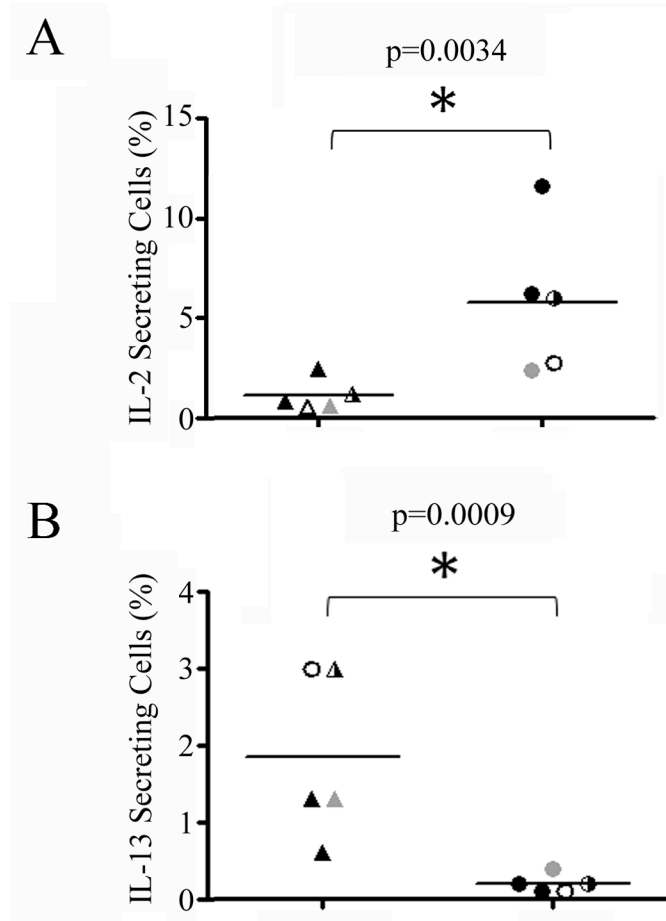 A
p=0.0034
*
IL-2 Secreting Cells (%)
15
10
5
0
B
p=0.0009
*
IL-13 Secreting Cells (%)
4
3
2
1
0